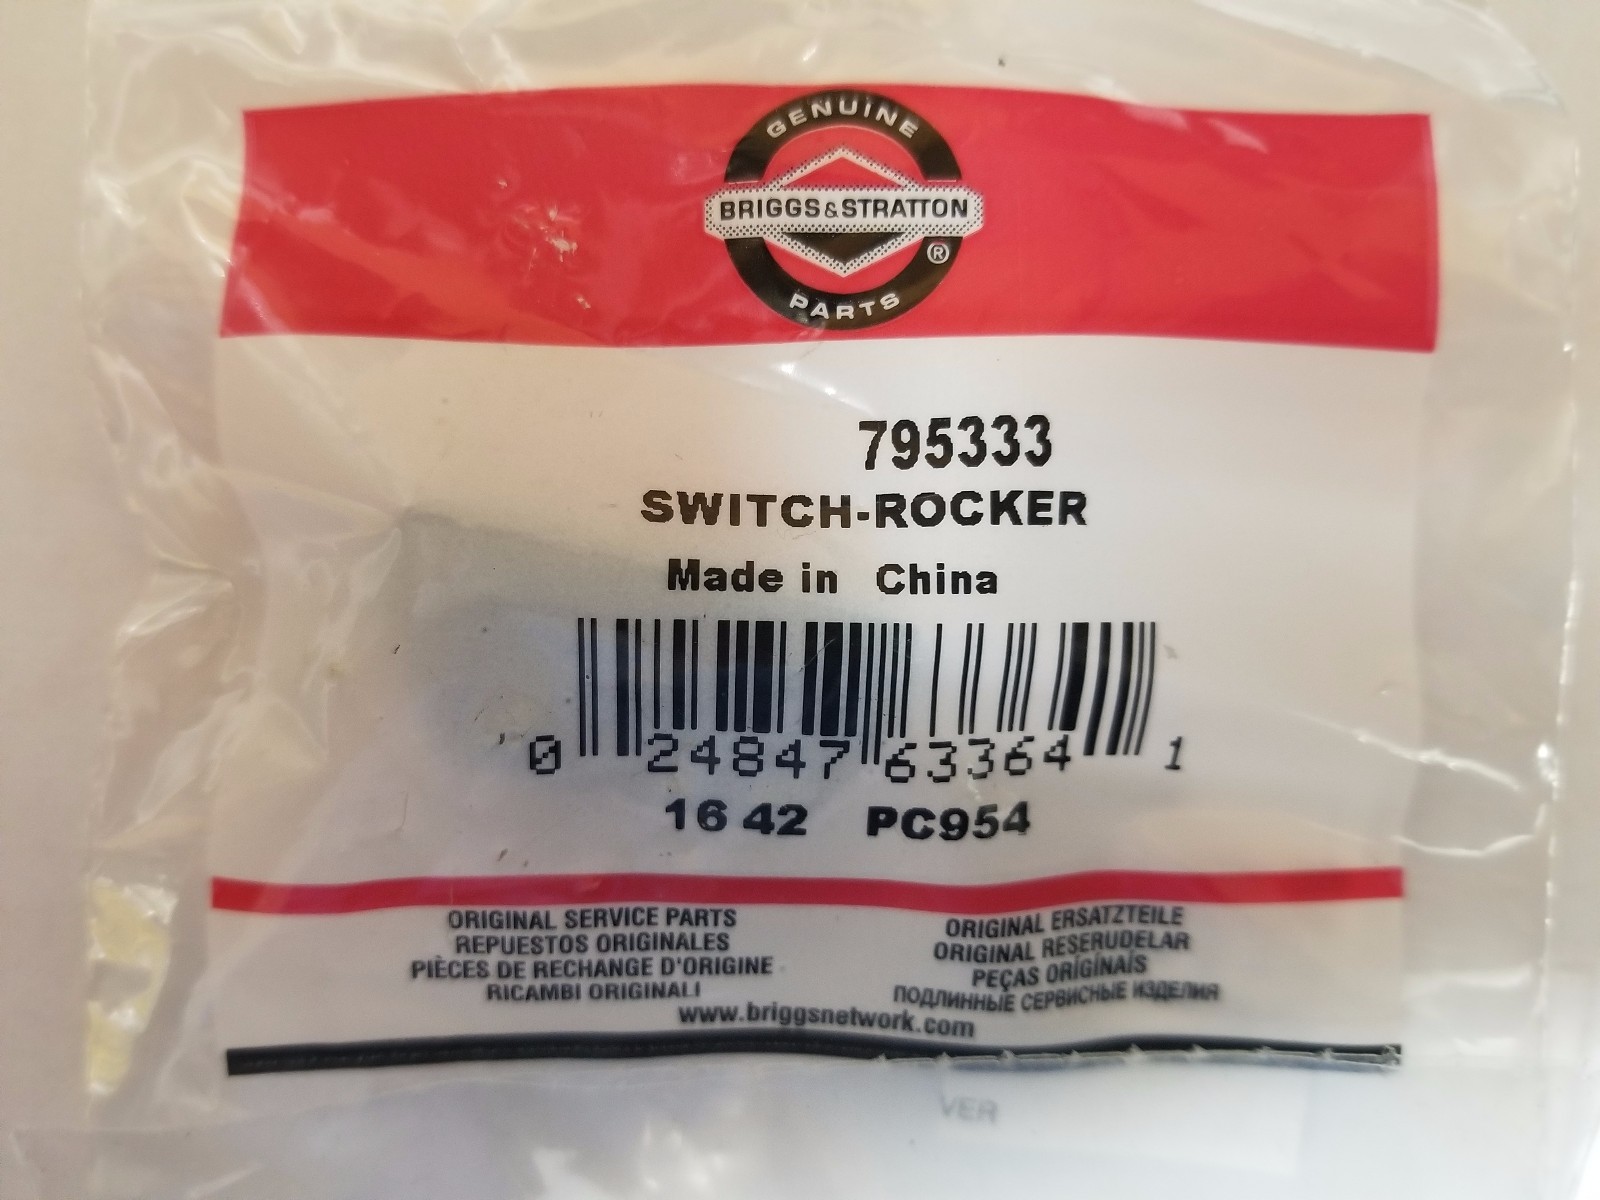 GENUINE
BRIGGS&STRATTON
®
PARTS
795333
SWITCH-ROCKER
Made in China
0 24847 63364 1
16 42 PC954
ORIGINAL SERVICE PARTS
REPUESTOS ORIGINALES
PIÈCES DE RECHANGE D'ORIGINE
RICAMBI ORIGINALI
ORIGINAL ERSATZTEILE
ORIGINAL RESERUDELAR
PEÇAS ORÍGÍNAÍS
ПОДЛИННЫЕ СЕРВИСНЫЕ ИЗДЕЛИЯ
www.briggsnetwork.com
VER